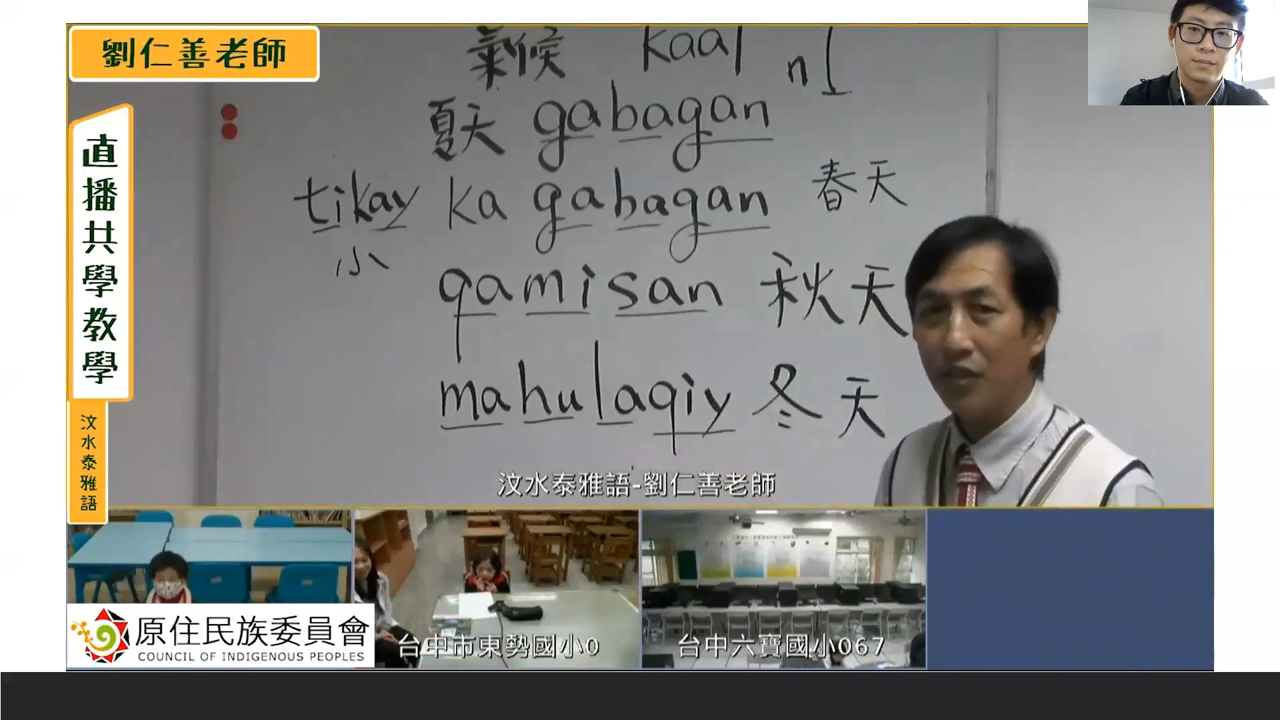 劉仁善老師
直播共學教學
汶水泰雅語
氣候 kaal
夏天 gabagan
tikay ka gabagan 春天
小
qamisan 秋天
mahulaqiy 冬天
汶水泰雅語-劉仁善老師
原住民族委員會
COUNCIL OF INDIGENOUS PEOPLES
台中市東勢國小0
台中六寶國小067